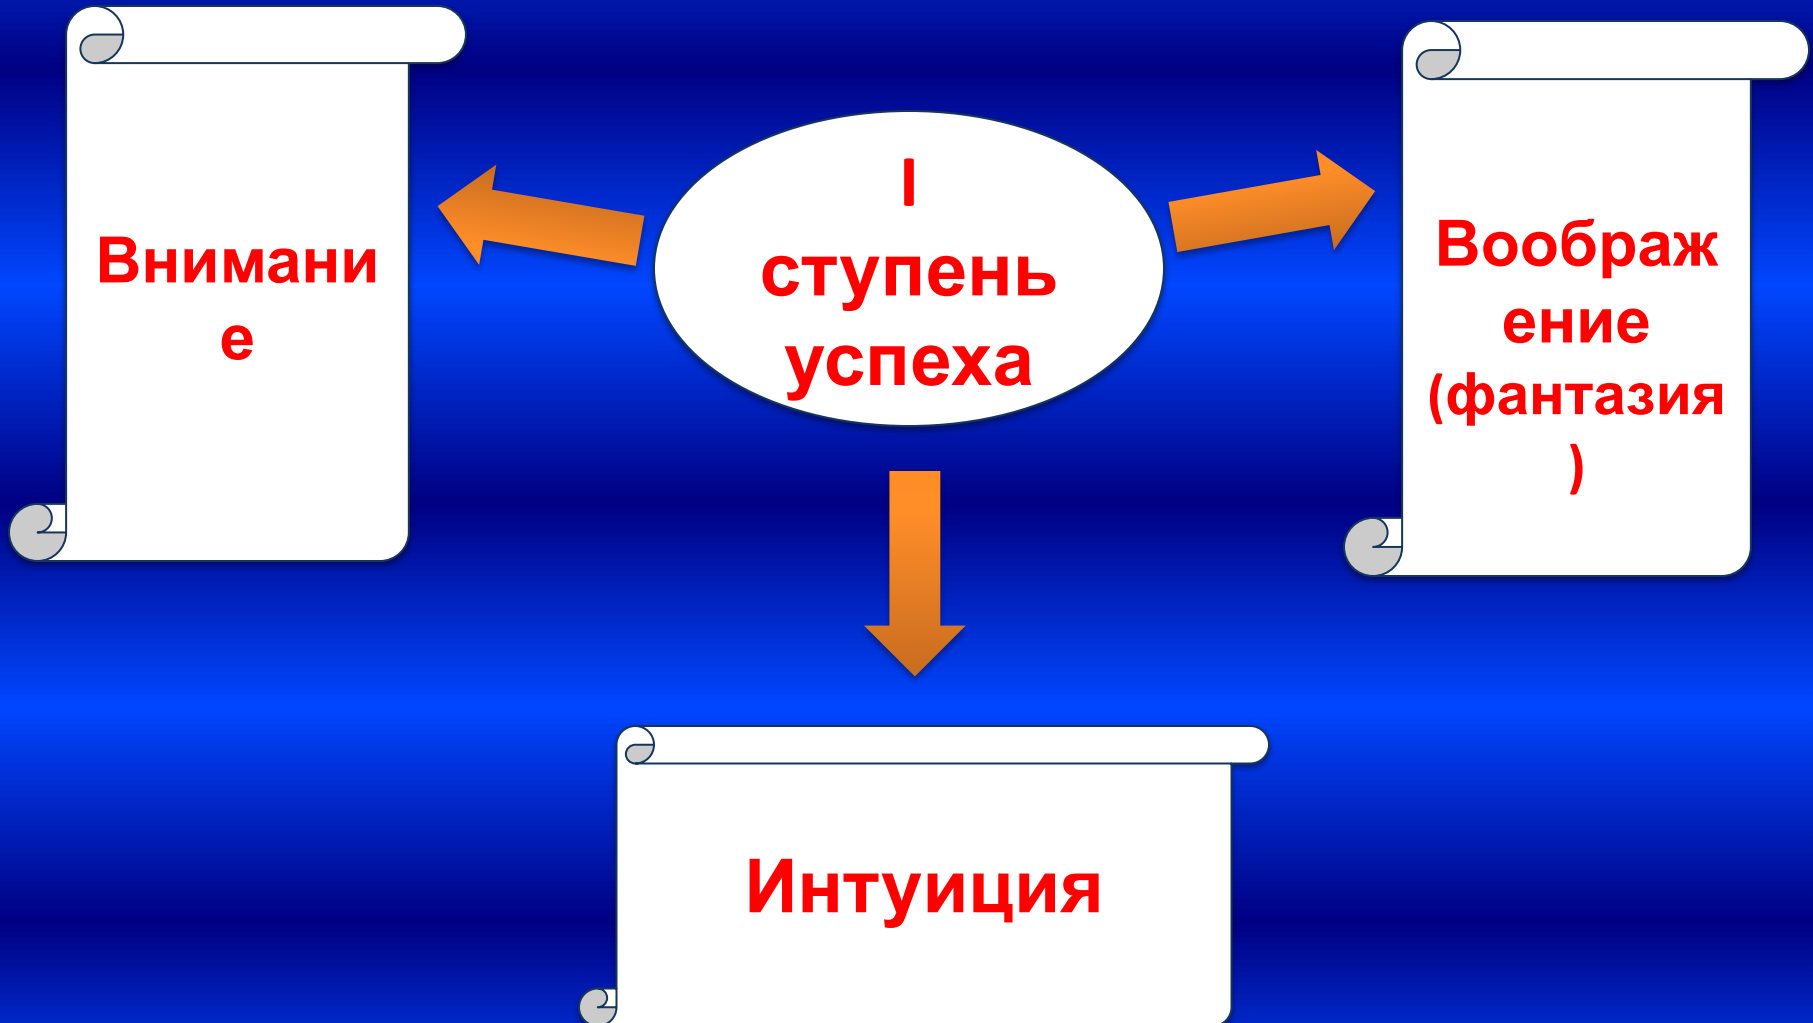 Внимани
е
I
ступень
успеха
Воображ
ение
(фантазия
)
Интуиция